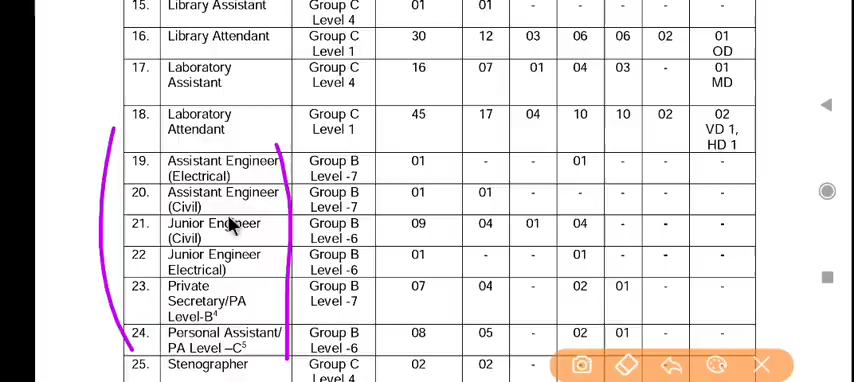 15. Library Assistant Group C 01 01 - - - -
Level 4
16. Library Attendant Group C 30 12 03 06 06 02 01
Level 1 OD
17. Laboratory Group C 16 07 01 04 03 - 01
Assistant Level 4 MD
18. Laboratory Group C 45 17 04 10 10 02 02
Attendant Level 1 VD 1,
HD 1
19. Assistant Engineer Group B 01 - - 01 - - -
(Electrical) Level -7
20. Assistant Engineer Group B 01 01 - - - - -
(Civil) Level -7
21. Junior Engineer Group B 09 04 01 04 - - -
(Civil) Level -6
22 Junior Engineer Group B 01 - - 01 - - -
Electrical) Level -6
23. Private Group B 07 04 - 02 01 - -
Secretary/PA Level -7
Level-B4
24. Personal Assistant/ Group B 08 05 - 02 01 - -
PA Level –C5 Level -6
25. Stenographer Group C 02 02 -
Level 4